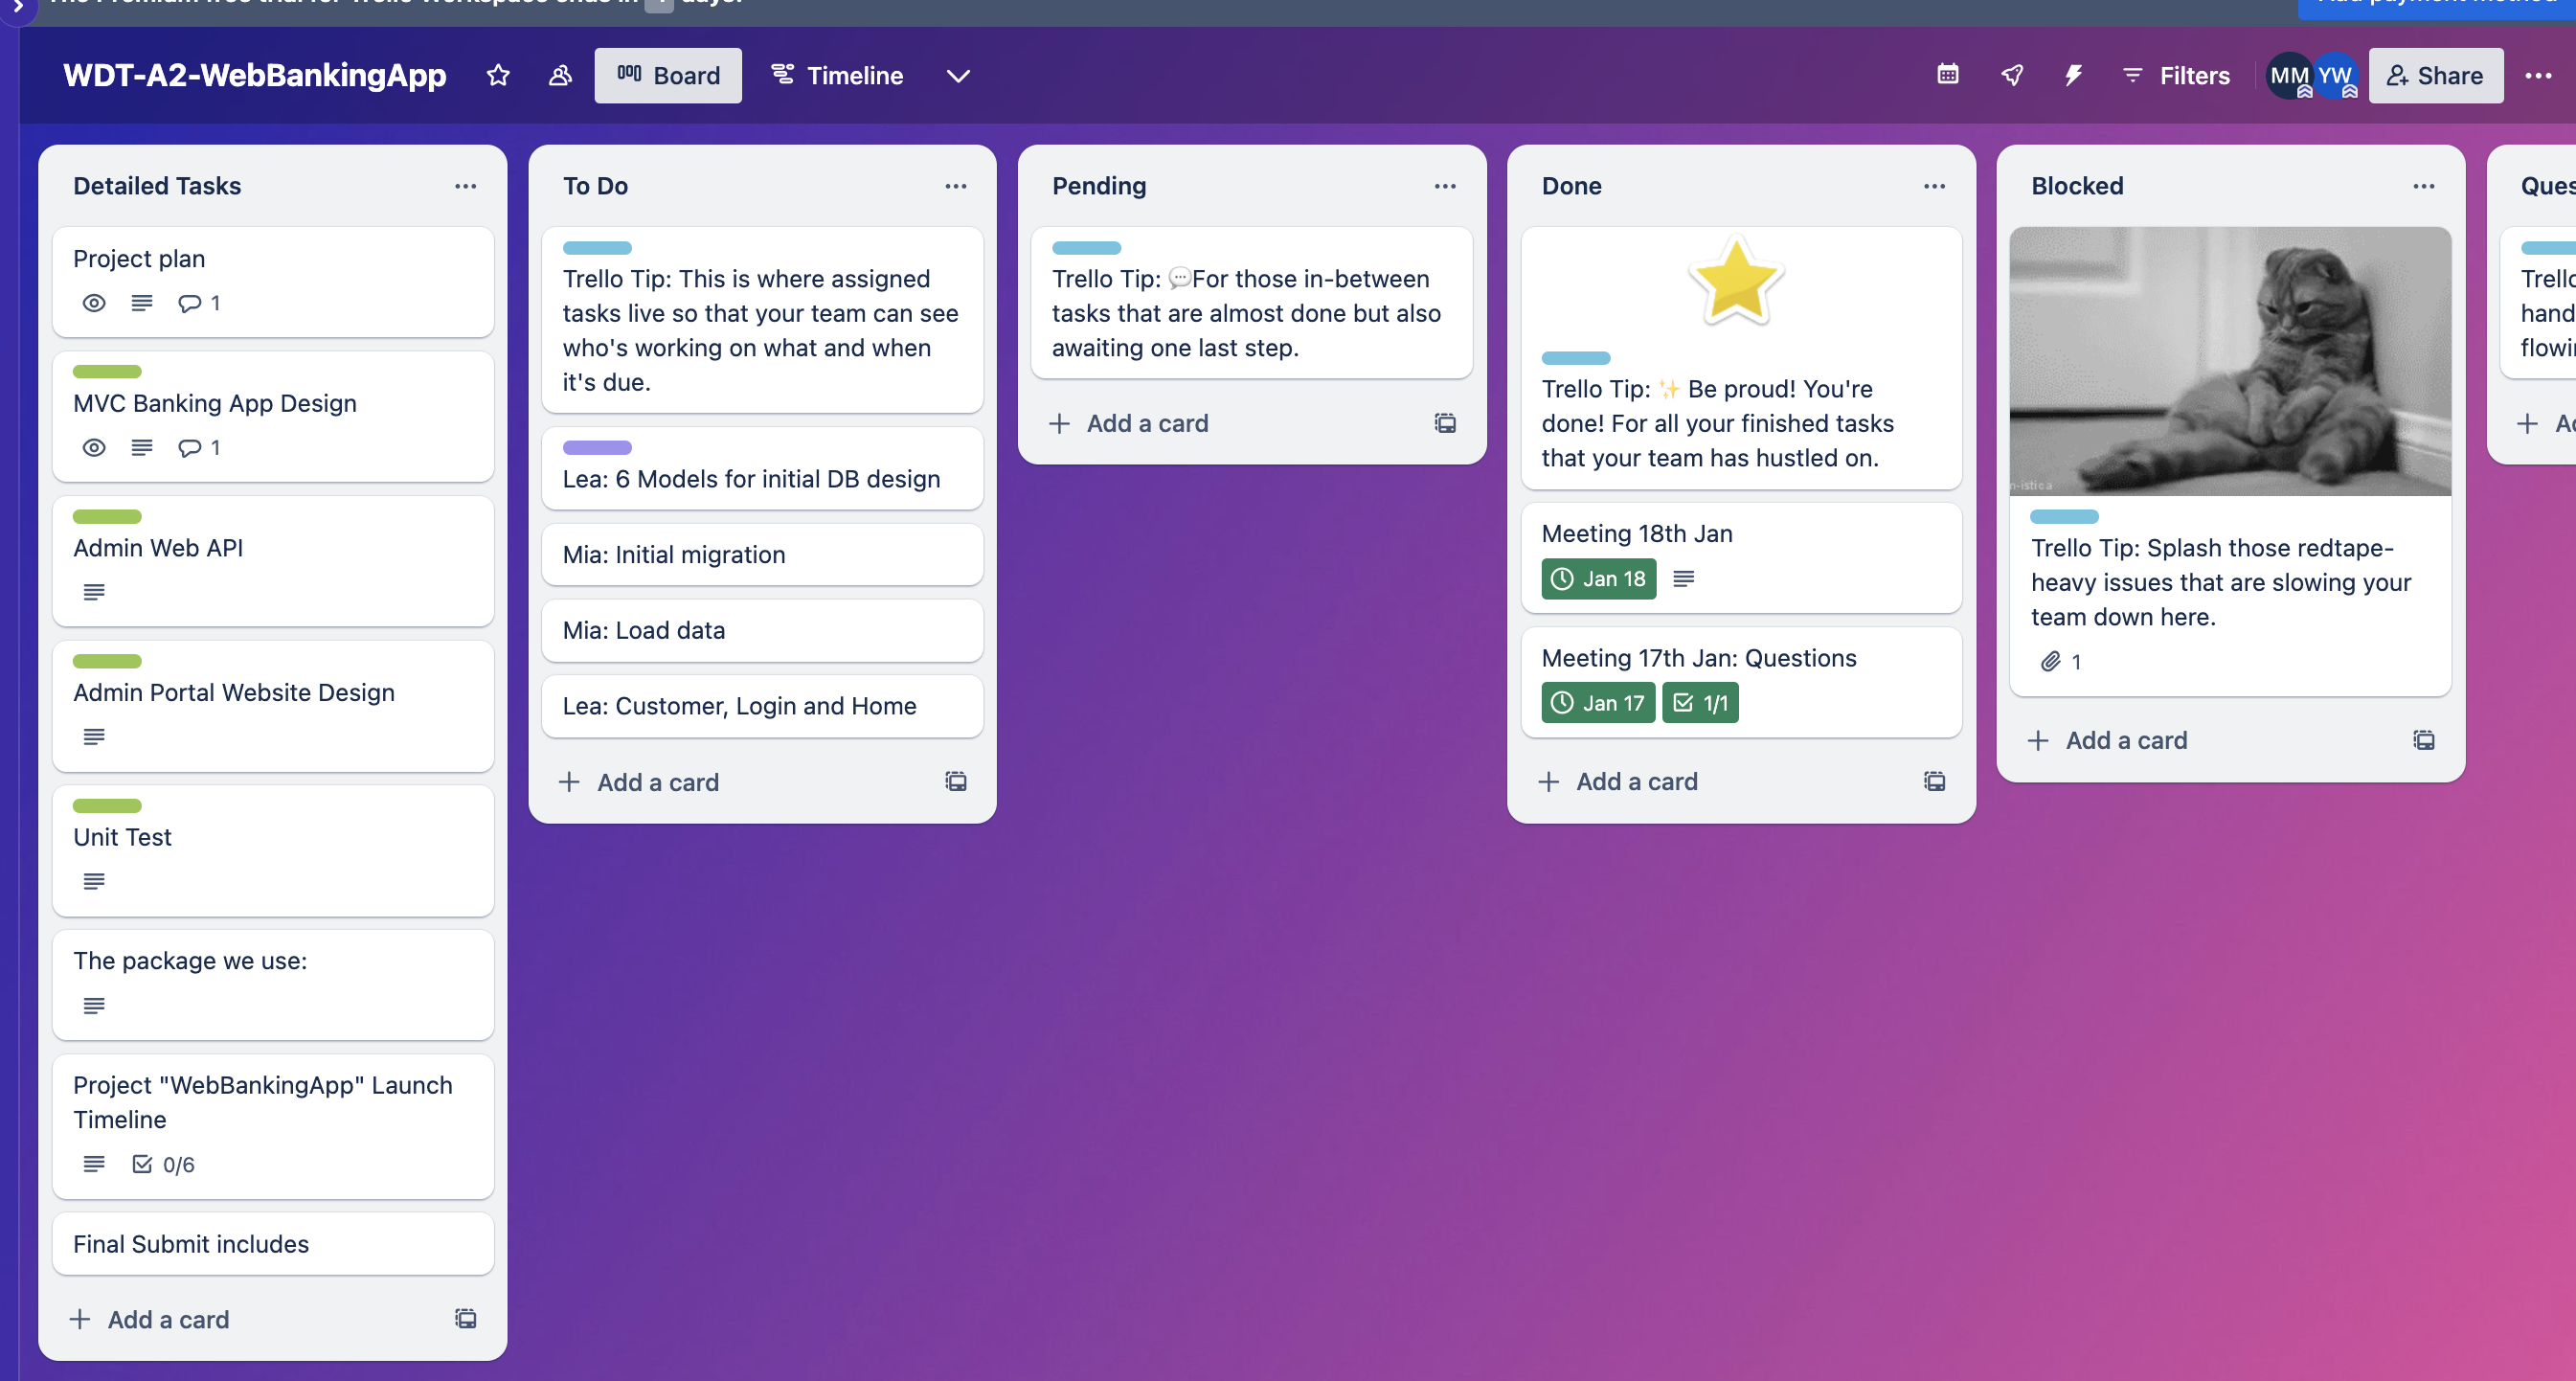 WDT-A2-WebBankingApp
Board
Timeline
Filters
MM
YW
Share
Detailed Tasks
Project plan
1
MVC Banking App Design
1
Admin Web API
Admin Portal Website Design
Unit Test
The package we use:
Project "WebBankingApp" Launch
Timeline
0/6
Final Submit includes
Add a card
To Do
Trello Tip: This is where assigned
tasks live so that your team can see
who's working on what and when
it's due.
Lea: 6 Models for initial DB design
Mia: Initial migration
Mia: Load data
Lea: Customer, Login and Home
Add a card
Pending
Trello Tip: 💬For those in-between
tasks that are almost done but also
awaiting one last step.
Add a card
Done
Trello Tip: ✨ Be proud! You're
done! For all your finished tasks
that your team has hustled on.
Meeting 18th Jan
Jan 18
Meeting 17th Jan: Questions
Jan 17
1/1
Add a card
Blocked
Trello Tip: Splash those redtape-
heavy issues that are slowing your
team down here.
1
Add a card